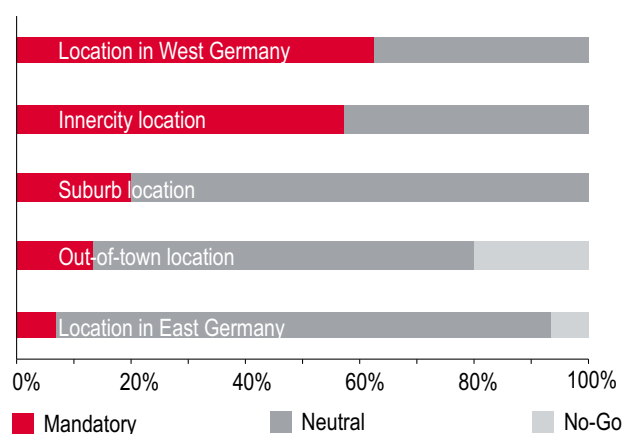 Location in West Germany
Innercity location
Suburb location
Out-of-town location
Location in East Germany
0% 20% 40% 60% 80% 100%
Mandatory Neutral No-Go